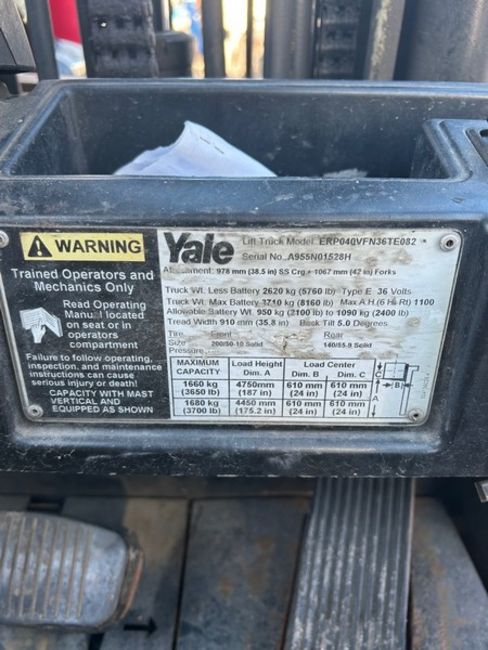 WARNING
Trained Operators and
Mechanics Only
Read Operating
Manual located
on seat or in
operators
compartment
Failure to follow operating,
inspection, and maintenance
instructions can cause
serious injury or death!
CAPACITY WITH MAST
VERTICAL AND
EQUIPPED AS SHOWN
Yale
Lift Truck Model ERP040VFN36TE082
Serial No. A955N01528H
Attachment: 978 mm (38.5 in) SS Crg - 1067 mm (42 in) Forks
Truck Wt. Less Battery 2620 kg (5760 lb) Type E 36 Volts
Truck Wt. Max Battery 3710 kg (8160 lb) Max A.H.(6 Hr Rt) 1100
Allowable Battery Wt. 950 kg (2100 lb) to 1090 kg (2400 lb)
Tread Width 910 mm (35.8 in) Back Tilt 5.0 Degrees
Tire Front Rear
Size 200/50-10 Solid 140/55-9 Solid
Pressure
MAXIMUM CAPACITY Load Height Dim. A Load Center Dim. B Dim. C
1660 kg (3650 lb) 4750mm (187 in) 610 mm (24 in) 610 mm (24 in)
1680 kg (3700 lb) 4450 mm (175.2 in) 610 mm (24 in) 610 mm (24 in)
C
B
A